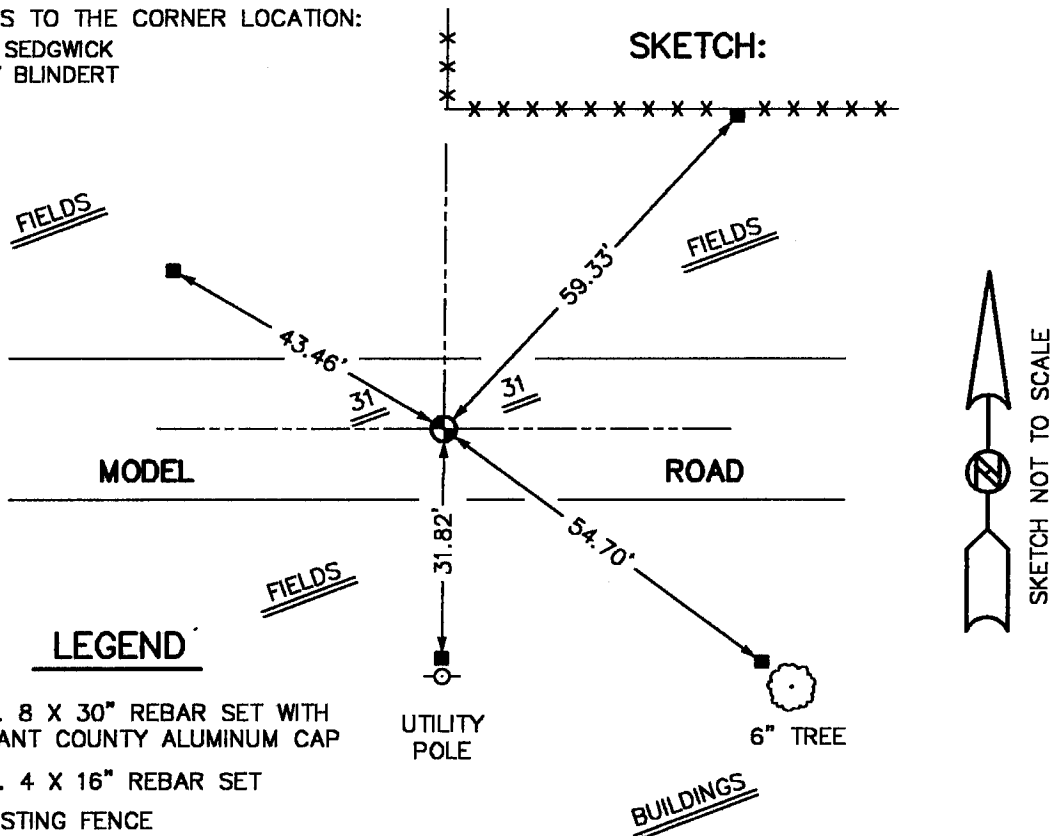 S TO THE CORNER LOCATION:
SEDGWICK
BLINDERT
SKETCH:
FIELDS
FIELDS
59.33'
43.46'
31
31
MODEL
ROAD
31.82'
54.70'
FIELDS
N
SKETCH NOT TO SCALE
LEGEND
. 8 X 30" REBAR SET WITH
ANT COUNTY ALUMINUM CAP
. 4 X 16" REBAR SET
STING FENCE
UTILITY
POLE
6" TREE
BUILDINGS